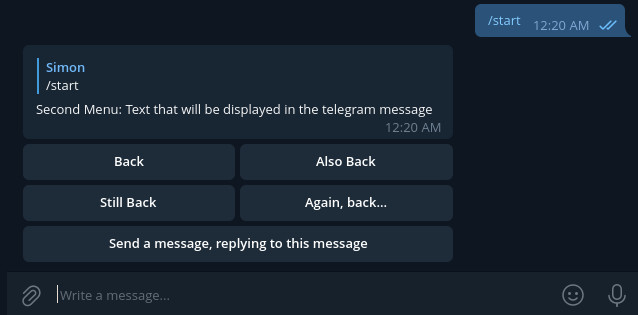 /start 12:20 AM
Simon
/start
Second Menu: Text that will be displayed in the telegram message
12:20 AM
Back Also Back
Still Back Again, back...
Send a message, replying to this message
Write a message...